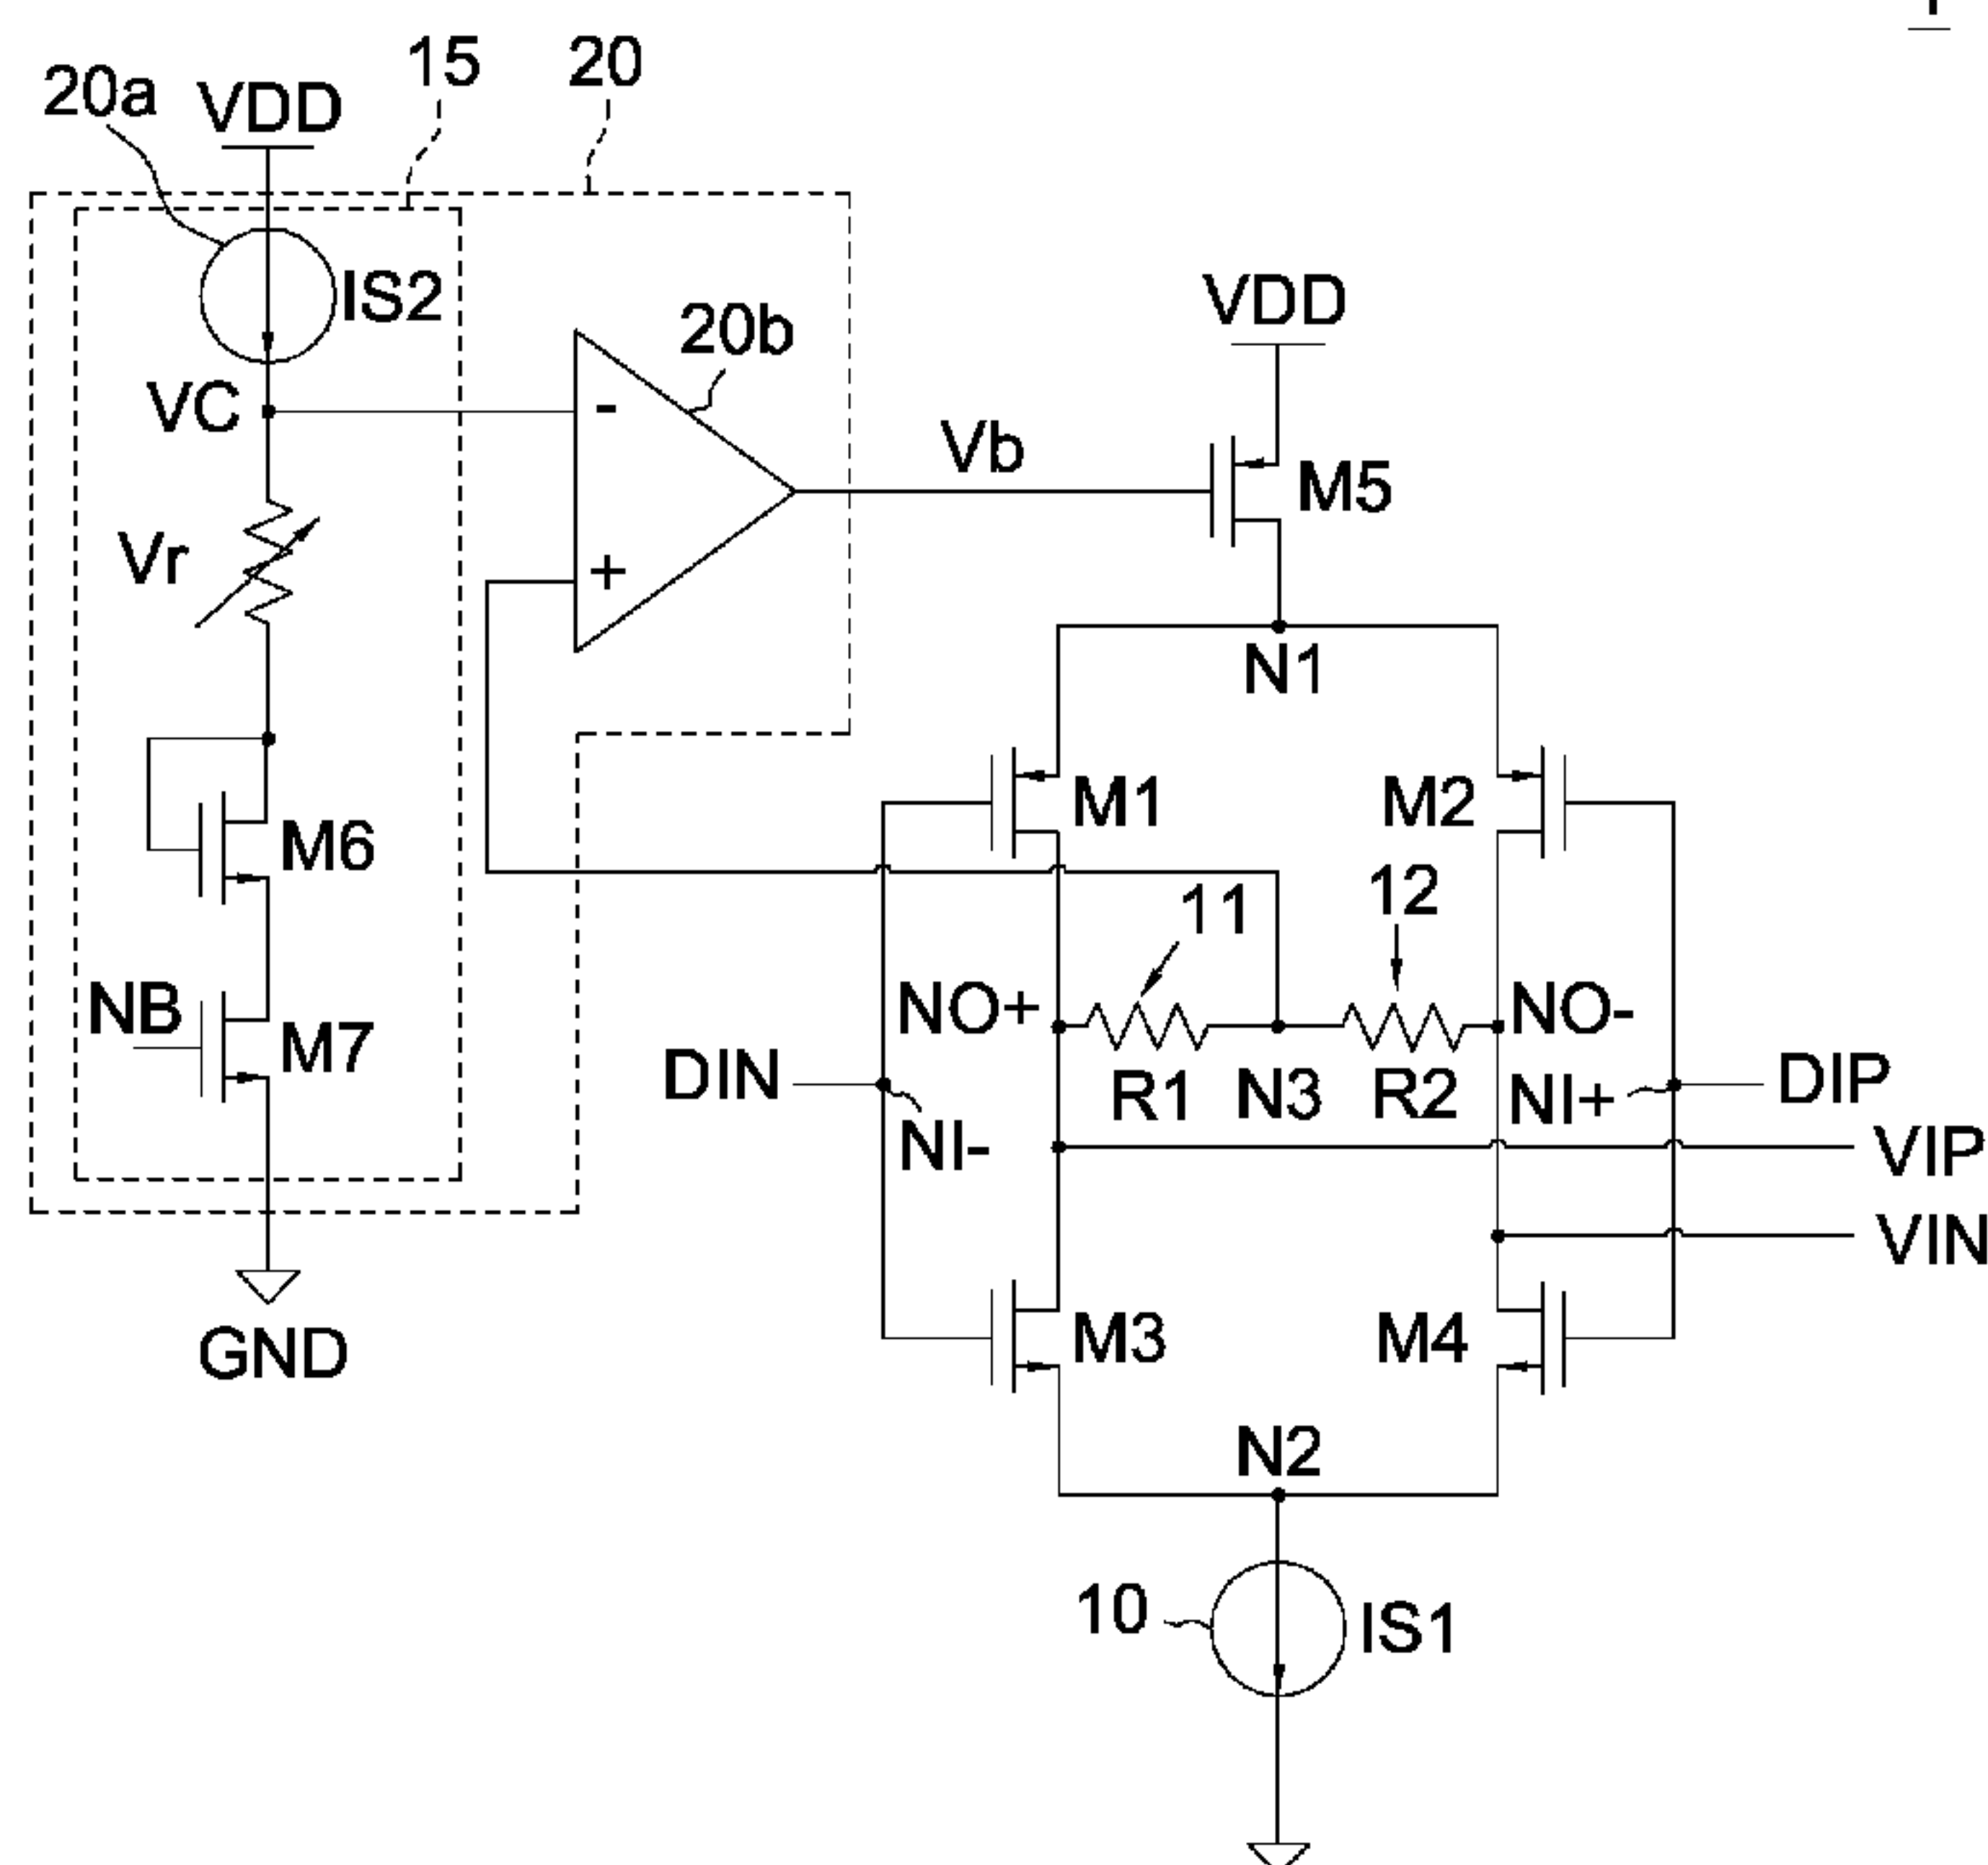 15
20
20a
VDD
IS2
20b
VDD
VC
-
Vb
M5
Vr
+
N1
M1
M2
M6
11
12
NB
M7
NO+
NO-
DIN
R1
N3
R2
NI+
DIP
NI-
VIP
VIN
GND
M3
M4
N2
10
IS1